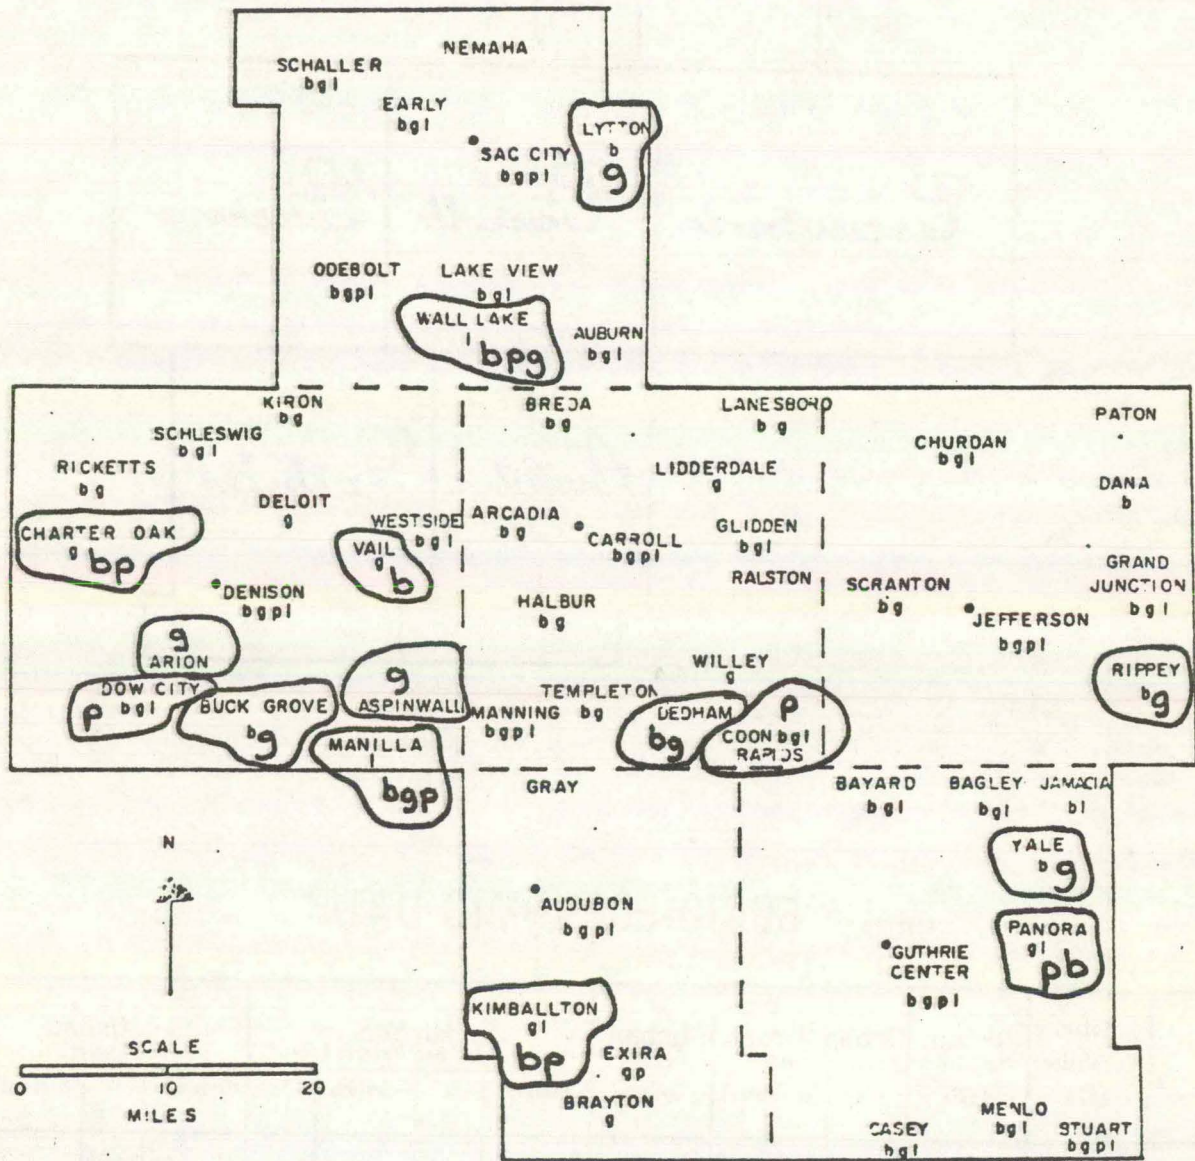 NEMAHA
SCHALLER
bgl
EARLY
bgl
LYTTON
b
g
SAC CITY
bgpl
ODEBOLT
bgpl
LAKE VIEW
bgl
WALL LAKE
l bpg
AUBURN
bgl
KIRON
bg
BREDA
bg
LANESBORO
bg
PATON
SCHLESWIG
bgl
CHURDAN
bgl
RICKETTS
bg
LIDDERDALE
g
DANA
b
DELOIT
g
CHARTER OAK
g bp
WESTSIDE
bgl
ARCADIA
bg
CARROLL
bgpl
GLIDDEN
bgl
VAIL
g b
GRAND
JUNCTION
bgl
DENISON
bgpl
RALSTON
SCRANTON
bg
HALBUR
bg
JEFFERSON
bgpl
g
ARION
WILLEY
g
RIPPEY
b g
DOW CITY
p bgl
BUCK GROVE
b g
g
ASPINWALL
TEMPLETON
bg
MANNING
bgpl
DEDHAM
bg
p
COON bgl
RAPIDS
MANILLA
l
bgp
GRAY
BAYARD
bgl
BAGLEY
bgl
JAMACIA
bl
N
YALE
b g
AUDUBON
bgpl
PANORA
gl
pb
GUTHRIE
CENTER
bgpl
KIMBALLTON
gl
bp
SCALE
0 10 20
MILES
EXIRA
gp
BRAYTON
g
MENLO
bgl
CASEY
bgl
STUART
bgpl